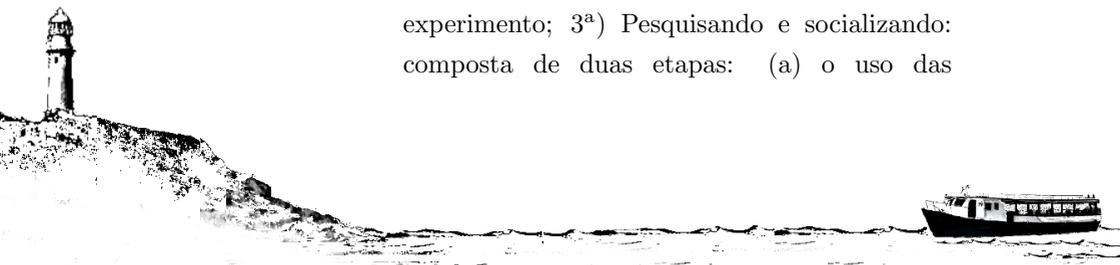 experimento; 3ª) Pesquisando e socializando:
composta de duas etapas: (a) o uso das